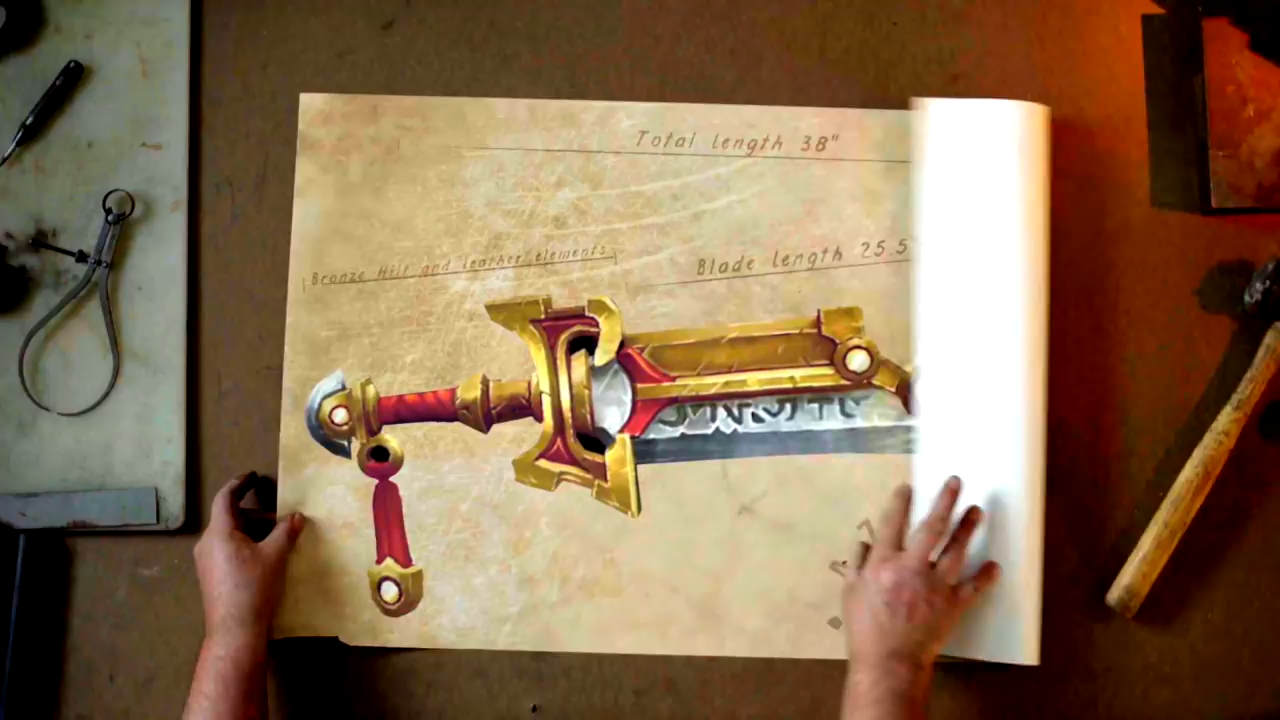 Total length 38"
Bronze Hilt and leather elements
Blade length 25.5